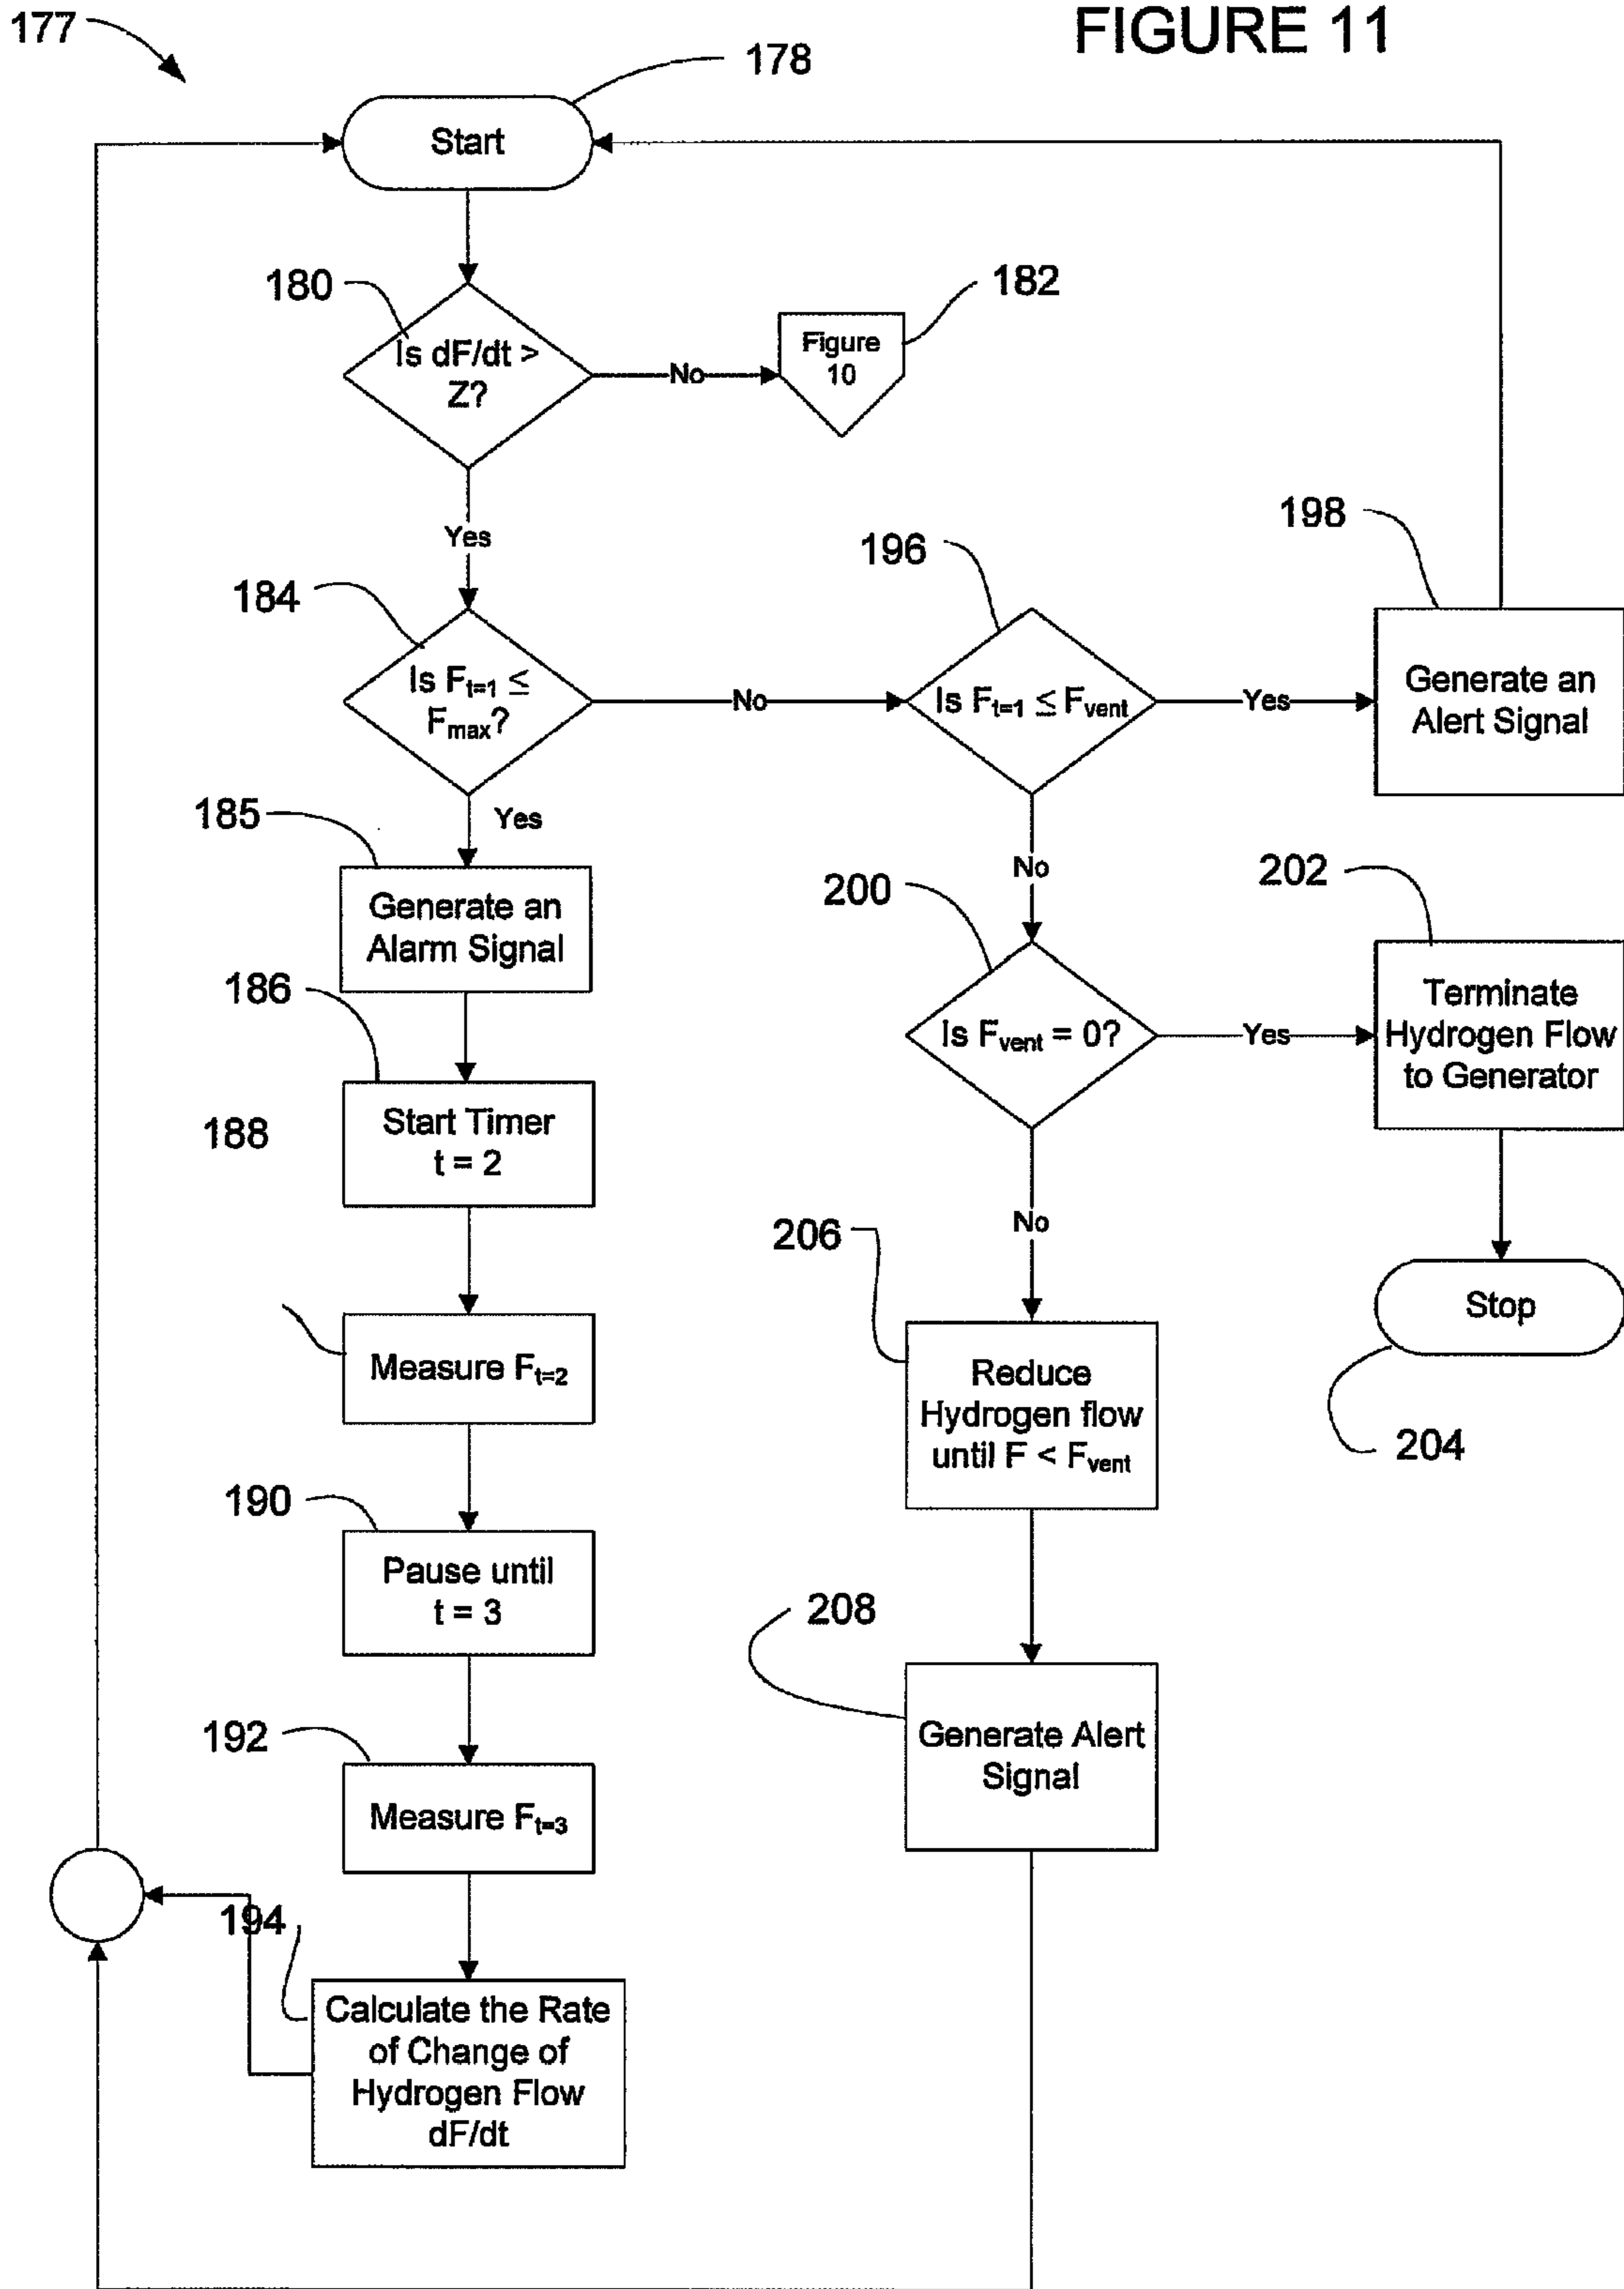 FIGURE 11
177
178
Start
180
Is dF/dt >
Z?
No
182
Figure
10
Yes
184
Is Ft=1 ≤
Fmax?
No
196
Is Ft=1 ≤ Fvent
Yes
198
Generate an
Alert Signal
Yes
185
Generate an
Alarm Signal
No
200
Is Fvent = 0?
Yes
202
Terminate
Hydrogen Flow
to Generator
186
188
Start Timer
t = 2
No
206
Reduce
Hydrogen flow
until F < Fvent
Stop
204
Measure Ft=2
190
Pause until
t = 3
208
Generate Alert
Signal
192
Measure Ft=3
194
Calculate the Rate
of Change of
Hydrogen Flow
dF/dt